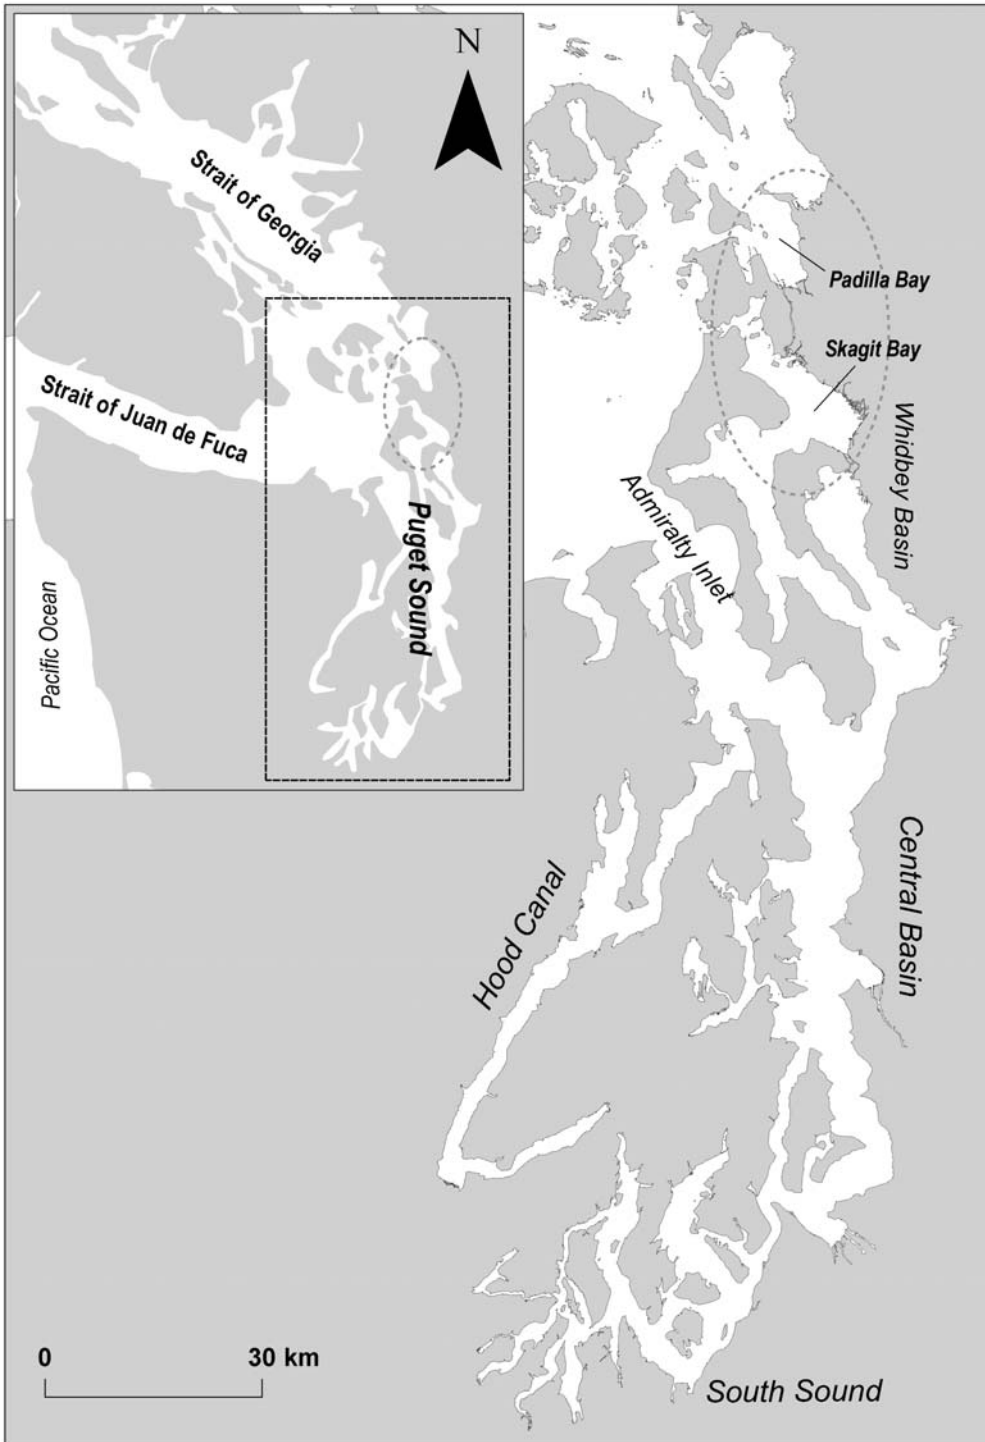 N
Strait of Georgia
Strait of Juan de Fuca
Puget Sound
Pacific Ocean
Padilla Bay
Skagit Bay
Whidbey Basin
Admiralty Inlet
Hood Canal
Central Basin
0 30 km
South Sound